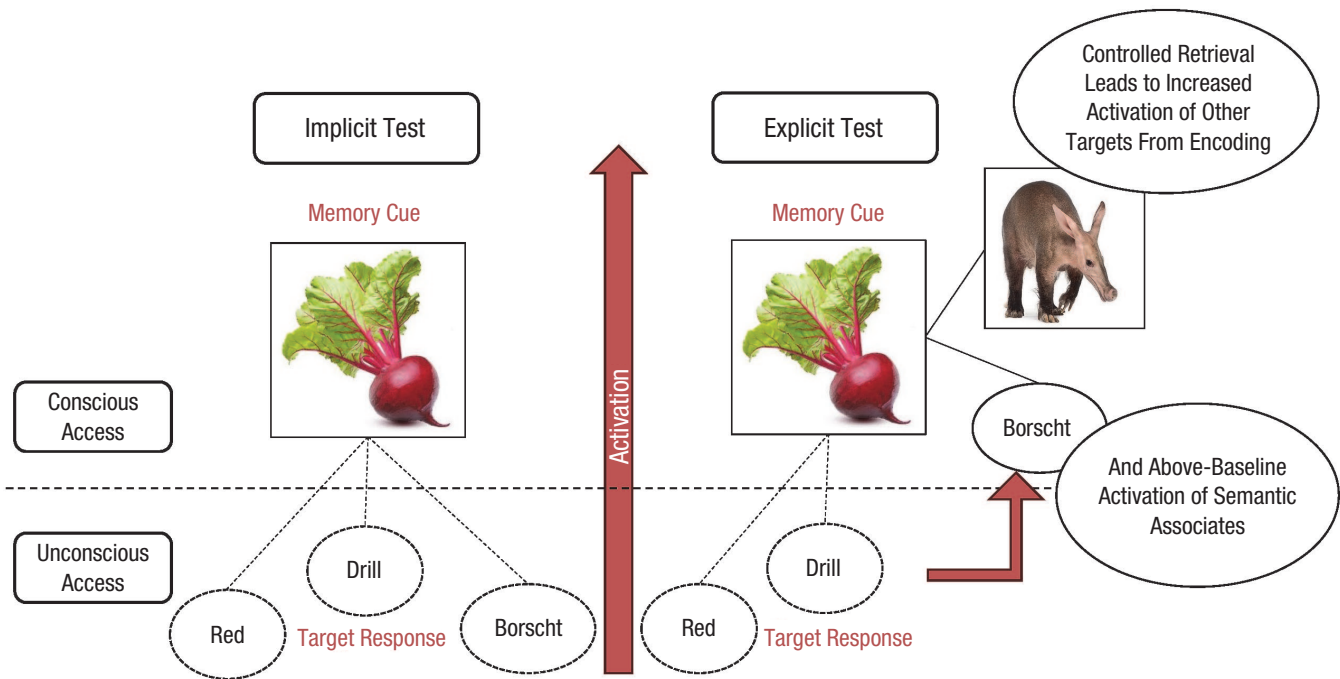 Implicit Test
Memory Cue
Explicit Test
Memory Cue
Controlled Retrieval
Leads to Increased
Activation of Other
Targets From Encoding
Activation
Conscious
Access
Unconscious
Access
Red
Drill
Target Response
Borscht
Red
Drill
Target Response
Borscht
And Above-Baseline
Activation of Semantic
Associates